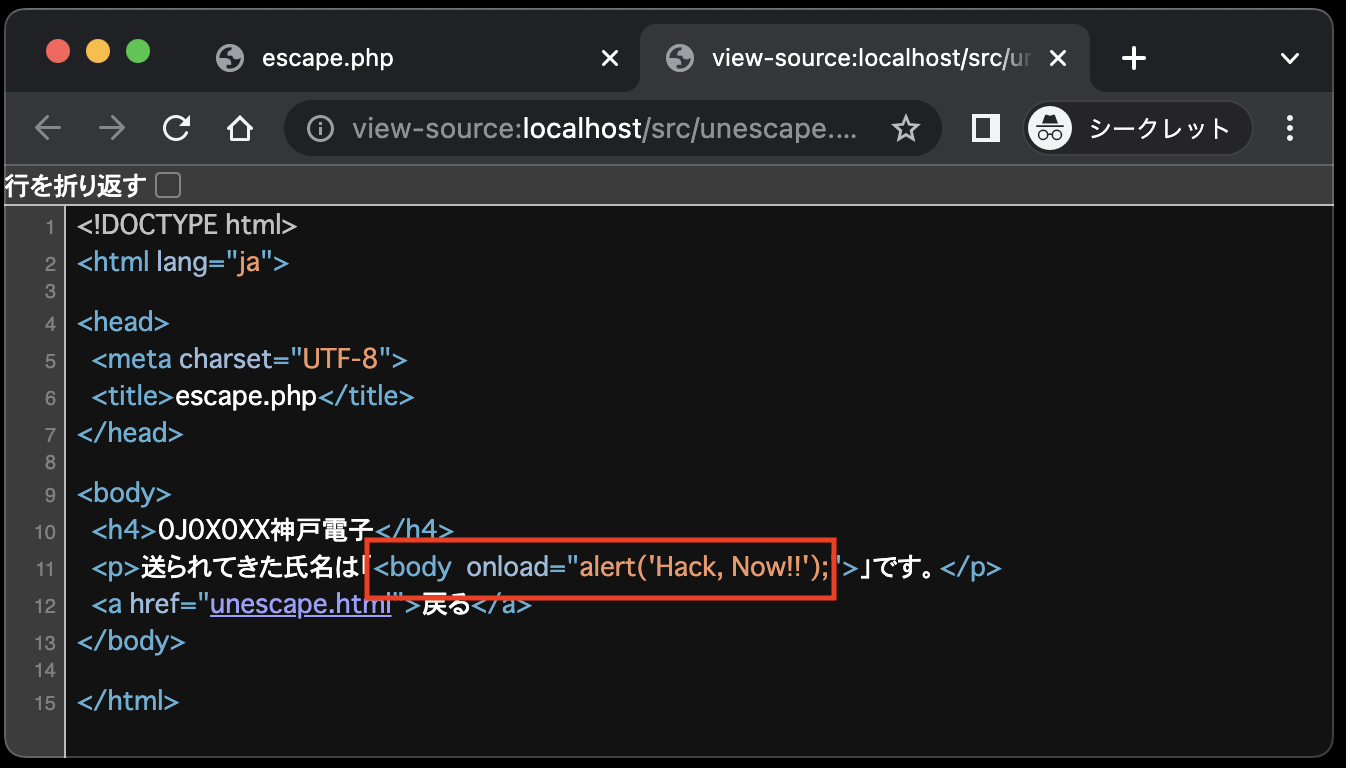 escape.php
view-source:localhost/src/un
view-source:localhost/src/unescape....
シークレット
行を折り返す
1 <!DOCTYPE html>
2 <html lang="ja">
3
4 <head>
5 <meta charset="UTF-8">
6 <title>escape.php</title>
7 </head>
8
9 <body>
10 <h4>0J0X0XX神戸電子</h4>
11 <p>送られてきた氏名は「<body onload="alert('Hack, Now!!');">」です。</p>
12 <a href="unescape.html">戻る</a>
13 </body>
14
15 </html>